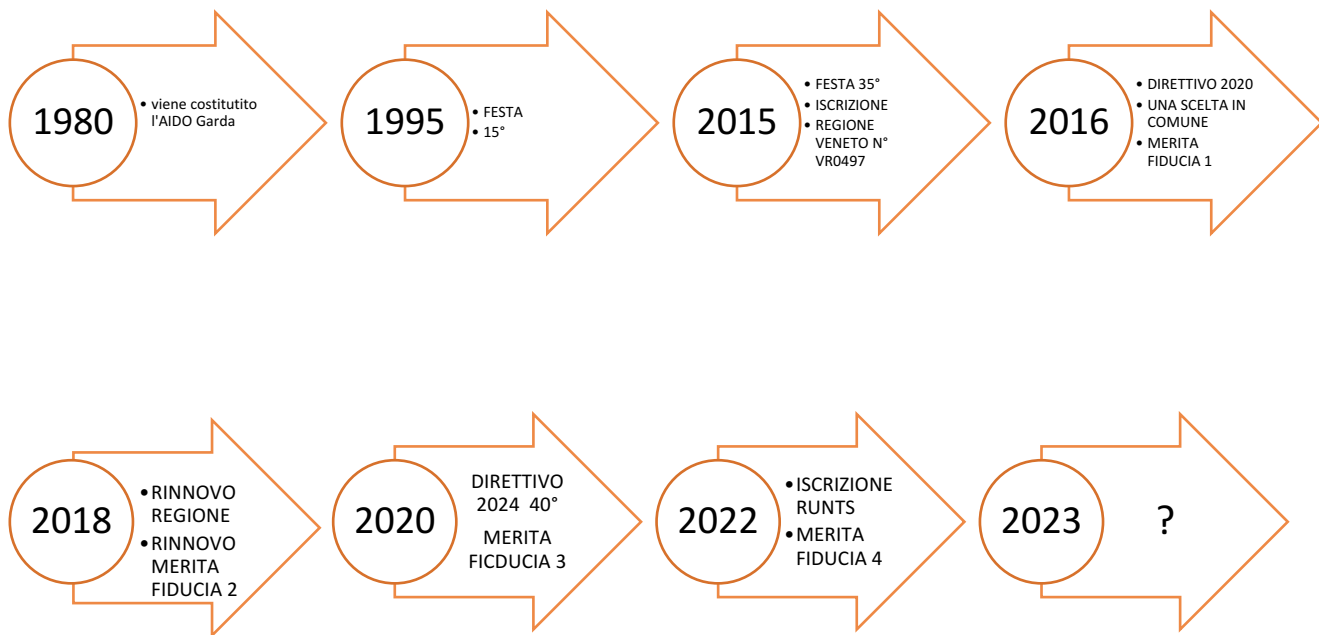 1980
• viene costitutito
l'AIDO Garda
1995
• FESTA
• 15°
2015
• FESTA 35°
• ISCRIZIONE
• REGIONE
VENETO N°
VR0497
2016
• DIRETTIVO 2020
• UNA SCELTA IN
COMUNE
• MERITA
FIDUCIA 1
2018
• RINNOVO
REGIONE
• RINNOVO
MERITA
FIDUCIA 2
2020
DIRETTIVO
2024 40°
MERITA
FICDUCIA 3
2022
• ISCRIZIONE
RUNTS
• MERITA
FIDUCIA 4
2023
?